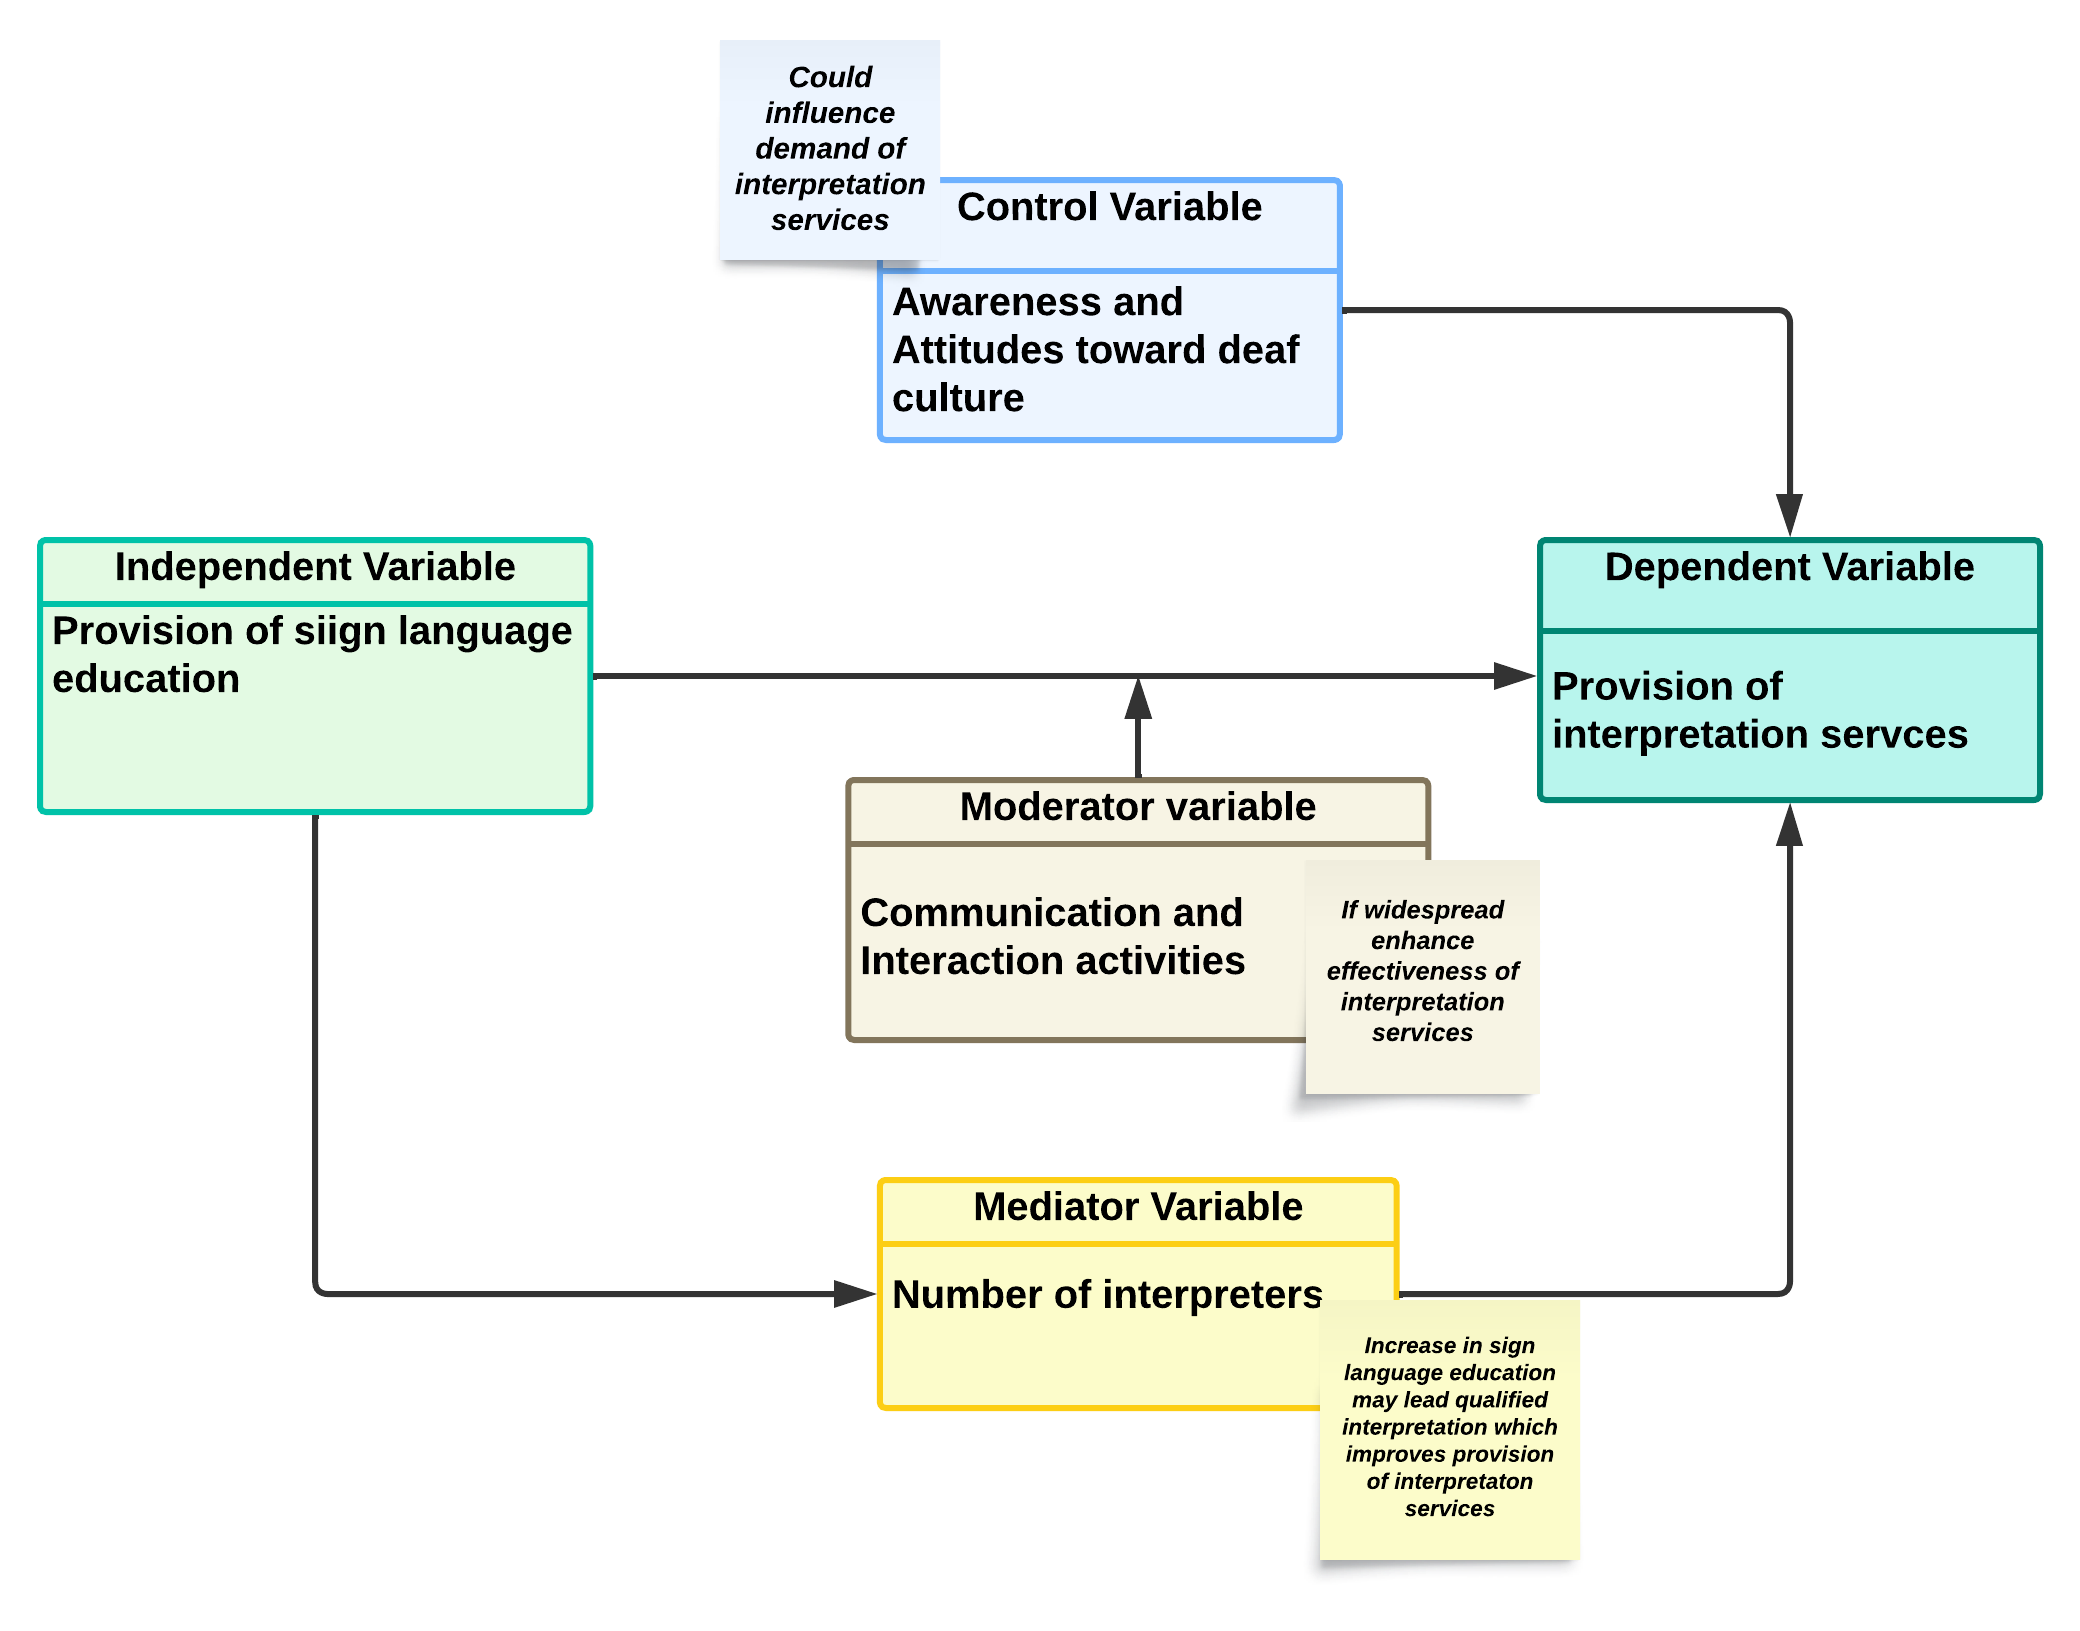 Could
influence
demand of
interpretation
services
Control Variable
Awareness and
Attitudes toward deaf
culture
Independent Variable
Provision of siign language
education
Dependent Variable
Provision of
interpretation servces
Moderator variable
Communication and
Interaction activities
If widespread
enhance
effectiveness of
interpretation
services
Mediator Variable
Number of interpreters
Increase in sign
language education
may lead qualified
interpretation which
improves provision
of interpretaton
services